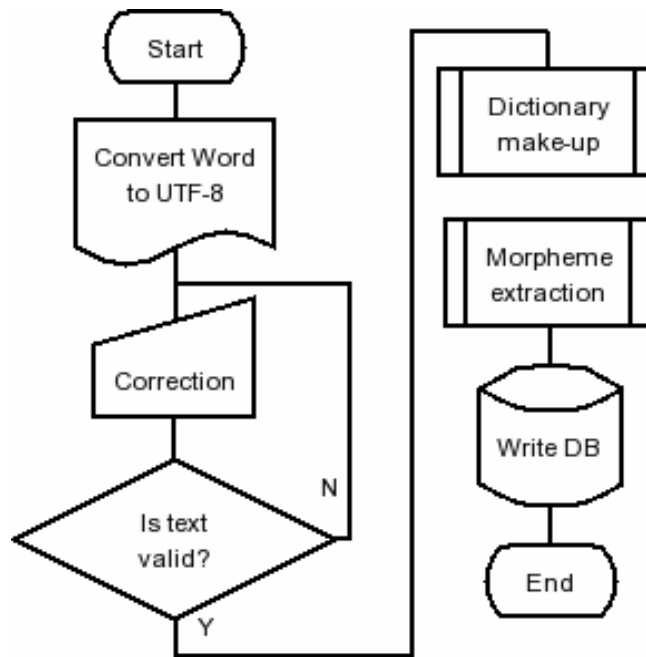 Start
Convert Word
to UTF-8
Correction
Is text
valid?
N
Y
Dictionary
make-up
Morpheme
extraction
Write DB
End